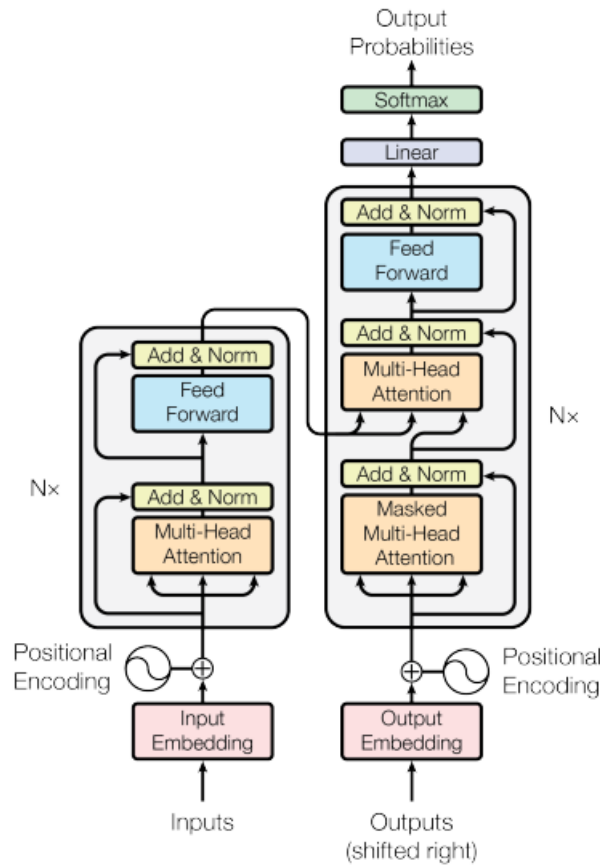 Output
Probabilities
Softmax
Linear
Add & Norm
Feed
Forward
Add & Norm
Multi-Head
Attention
Add & Norm
Masked
Multi-Head
Attention
N×
Add & Norm
Feed
Forward
Add & Norm
Multi-Head
Attention
N×
Positional
Encoding
Positional
Encoding
Input
Embedding
Output
Embedding
Inputs
Outputs
(shifted right)